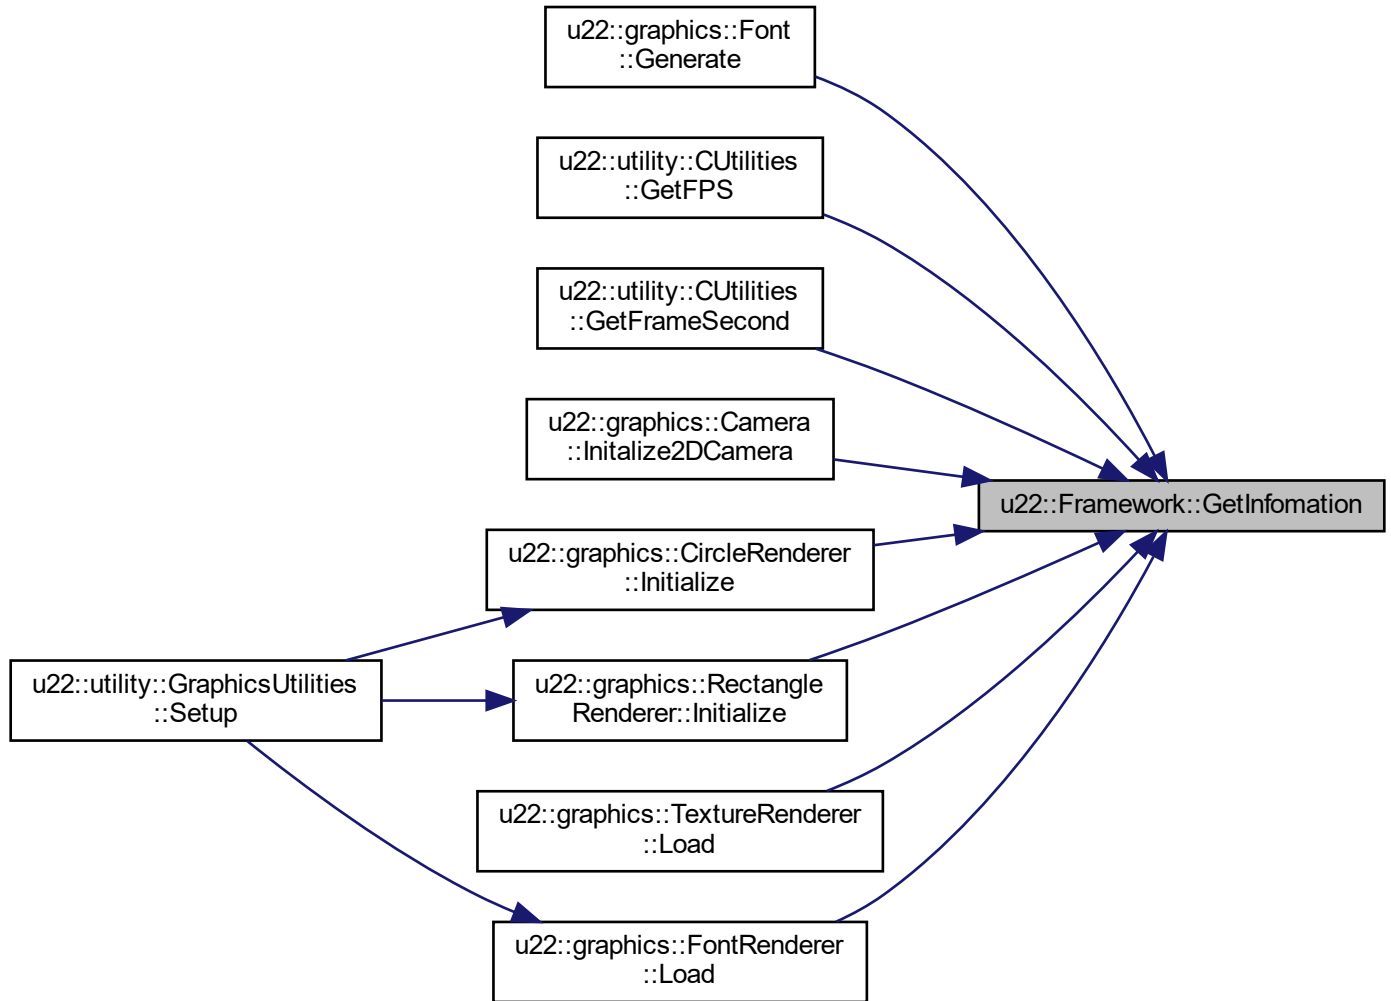 u22::graphics::Font
::Generate
u22::utility::CUtilities
::GetFPS
u22::utility::CUtilities
::GetFrameSecond
u22::graphics::Camera
::Initalize2DCamera
u22::Framework::GetInfomation
u22::graphics::CircleRenderer
::Initialize
u22::utility::GraphicsUtilities
::Setup
u22::graphics::Rectangle
Renderer::Initialize
u22::graphics::TextureRenderer
::Load
u22::graphics::FontRenderer
::Load